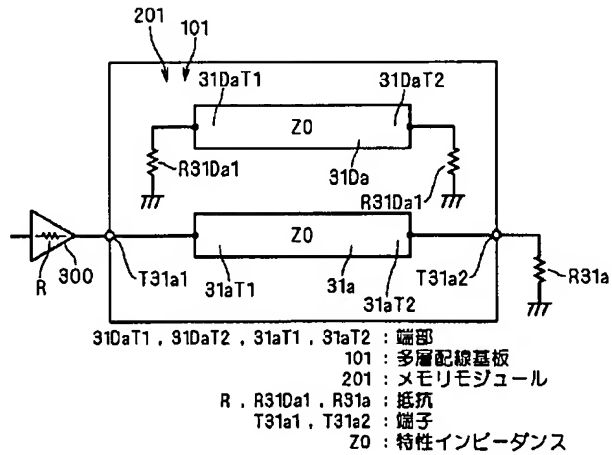 201 101
31DaT1 31DaT2
Z0
R31Da1 31Da R31Da1
Z0
R 300 T31a1 31aT1 31a 31aT2 T31a2 R31a
31DaT1 , 31DaT2 , 31aT1 , 31aT2 : 端部
101 : 多層配線基板
201 : メモリモジュール
R , R31Da1 , R31a : 抵抗
T31a1 , T31a2 : 端子
Z0 : 特性インピーダンス